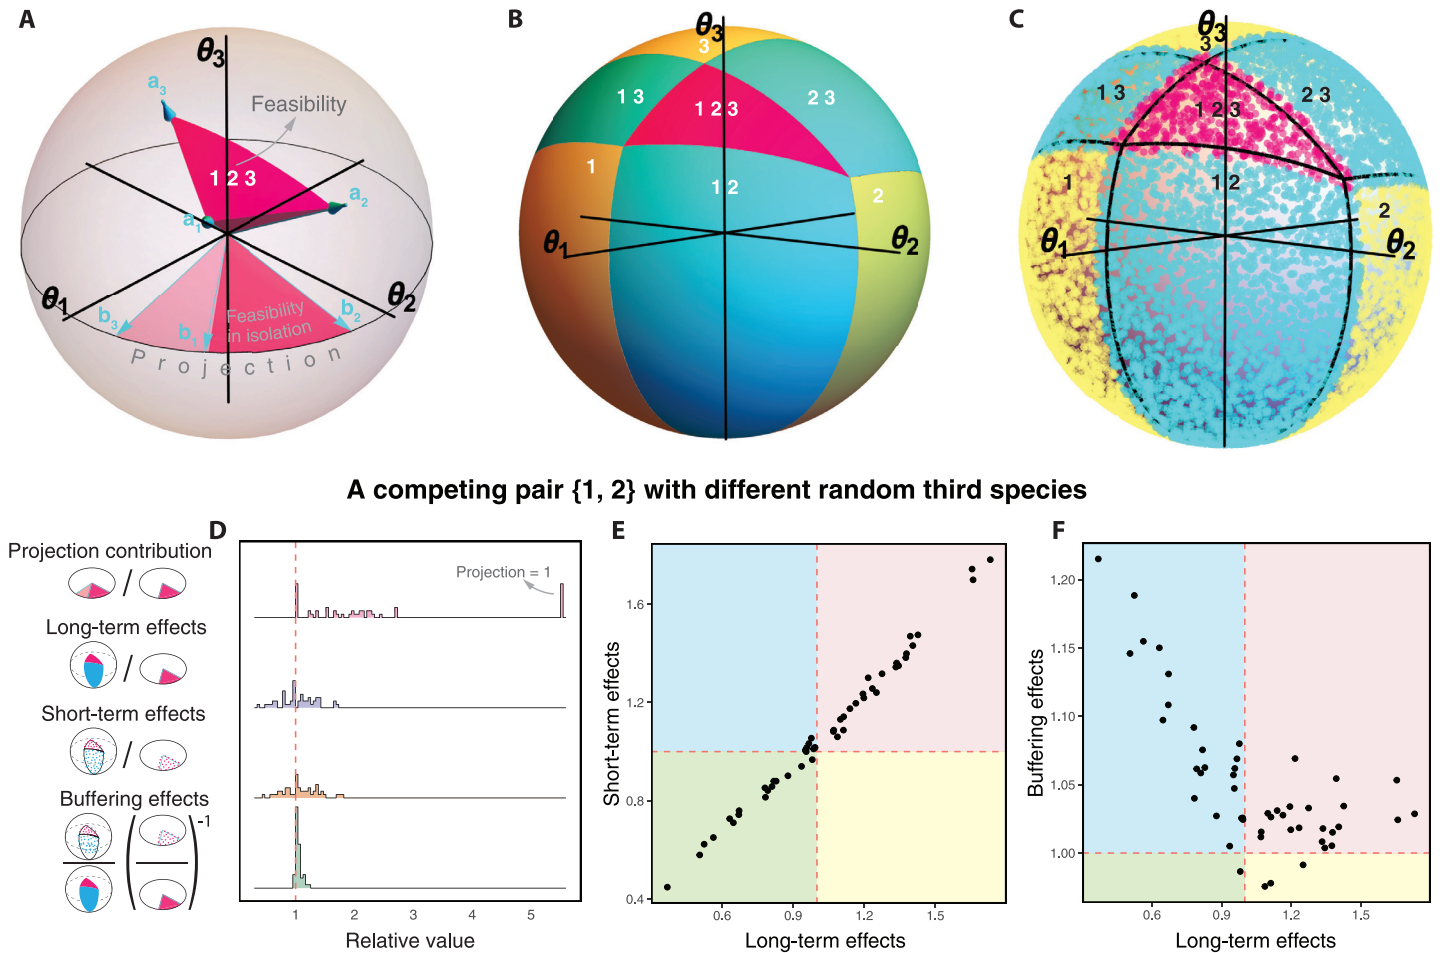 A
B
C
θ3
a3
Feasibility
1 2 3
a2
a1
θ1
θ2
b3
b1
b2
Feasibility
in isolation
Projection
θ3
3
1 3
1 2 3
2 3
1
1 2
2
θ1
θ2
θ3
3
1 3
1 2 3
2 3
1
1 2
2
θ1
θ2
A competing pair {1, 2} with different random third species
D
E
F
Projection contribution
/
Long-term effects
/
Short-term effects
/
Buffering effects
-1
Projection = 1
1
2
3
4
5
Relative value
Short-term effects
1.6
1.2
0.8
0.4
0.6
0.9
1.2
1.5
Long-term effects
Buffering effects
1.20
1.15
1.10
1.05
1.00
0.6
0.9
1.2
1.5
Long-term effects